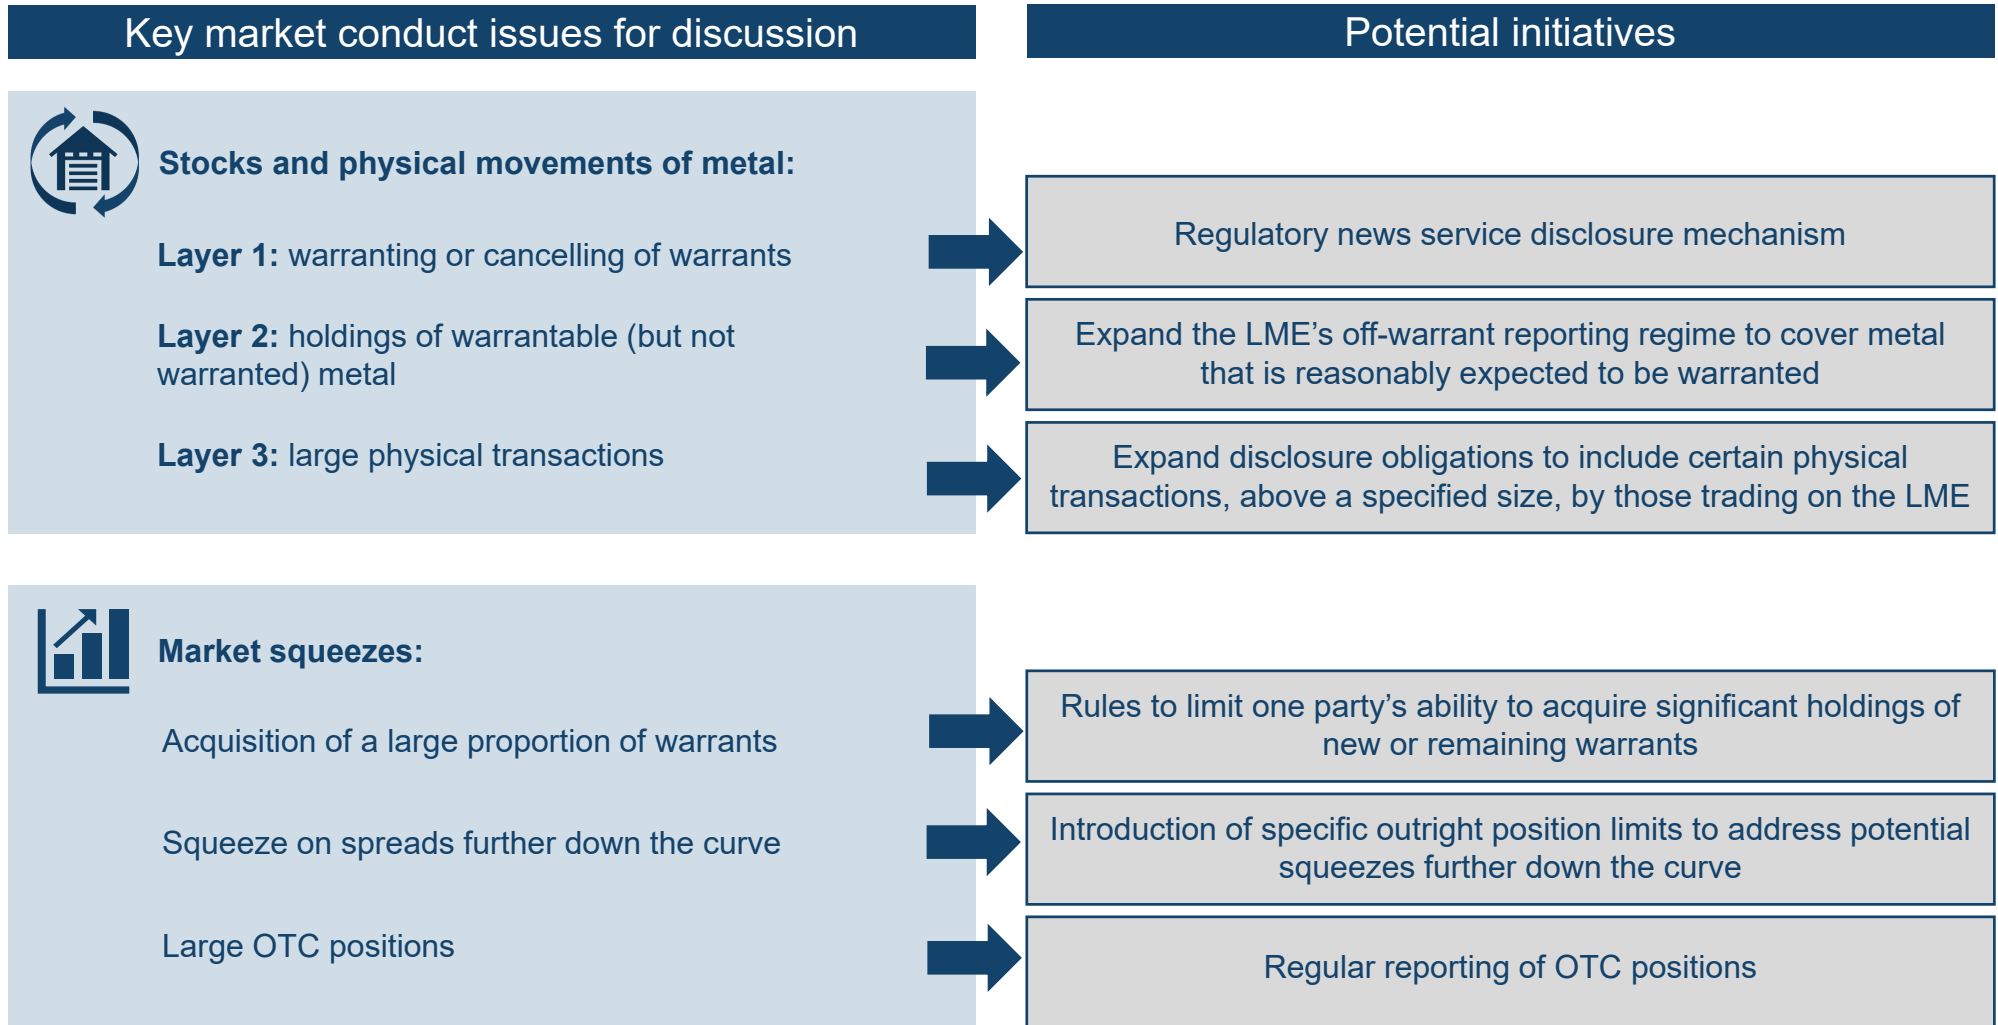 Key market conduct issues for discussion
Potential initiatives
Stocks and physical movements of metal:
Layer 1: warranting or cancelling of warrants
Regulatory news service disclosure mechanism
Layer 2: holdings of warrantable (but not
warranted) metal
Expand the LME’s off-warrant reporting regime to cover metal
that is reasonably expected to be warranted
Layer 3: large physical transactions
Expand disclosure obligations to include certain physical
transactions, above a specified size, by those trading on the LME
Market squeezes:
Acquisition of a large proportion of warrants
Rules to limit one party’s ability to acquire significant holdings of
new or remaining warrants
Squeeze on spreads further down the curve
Introduction of specific outright position limits to address potential
squeezes further down the curve
Large OTC positions
Regular reporting of OTC positions